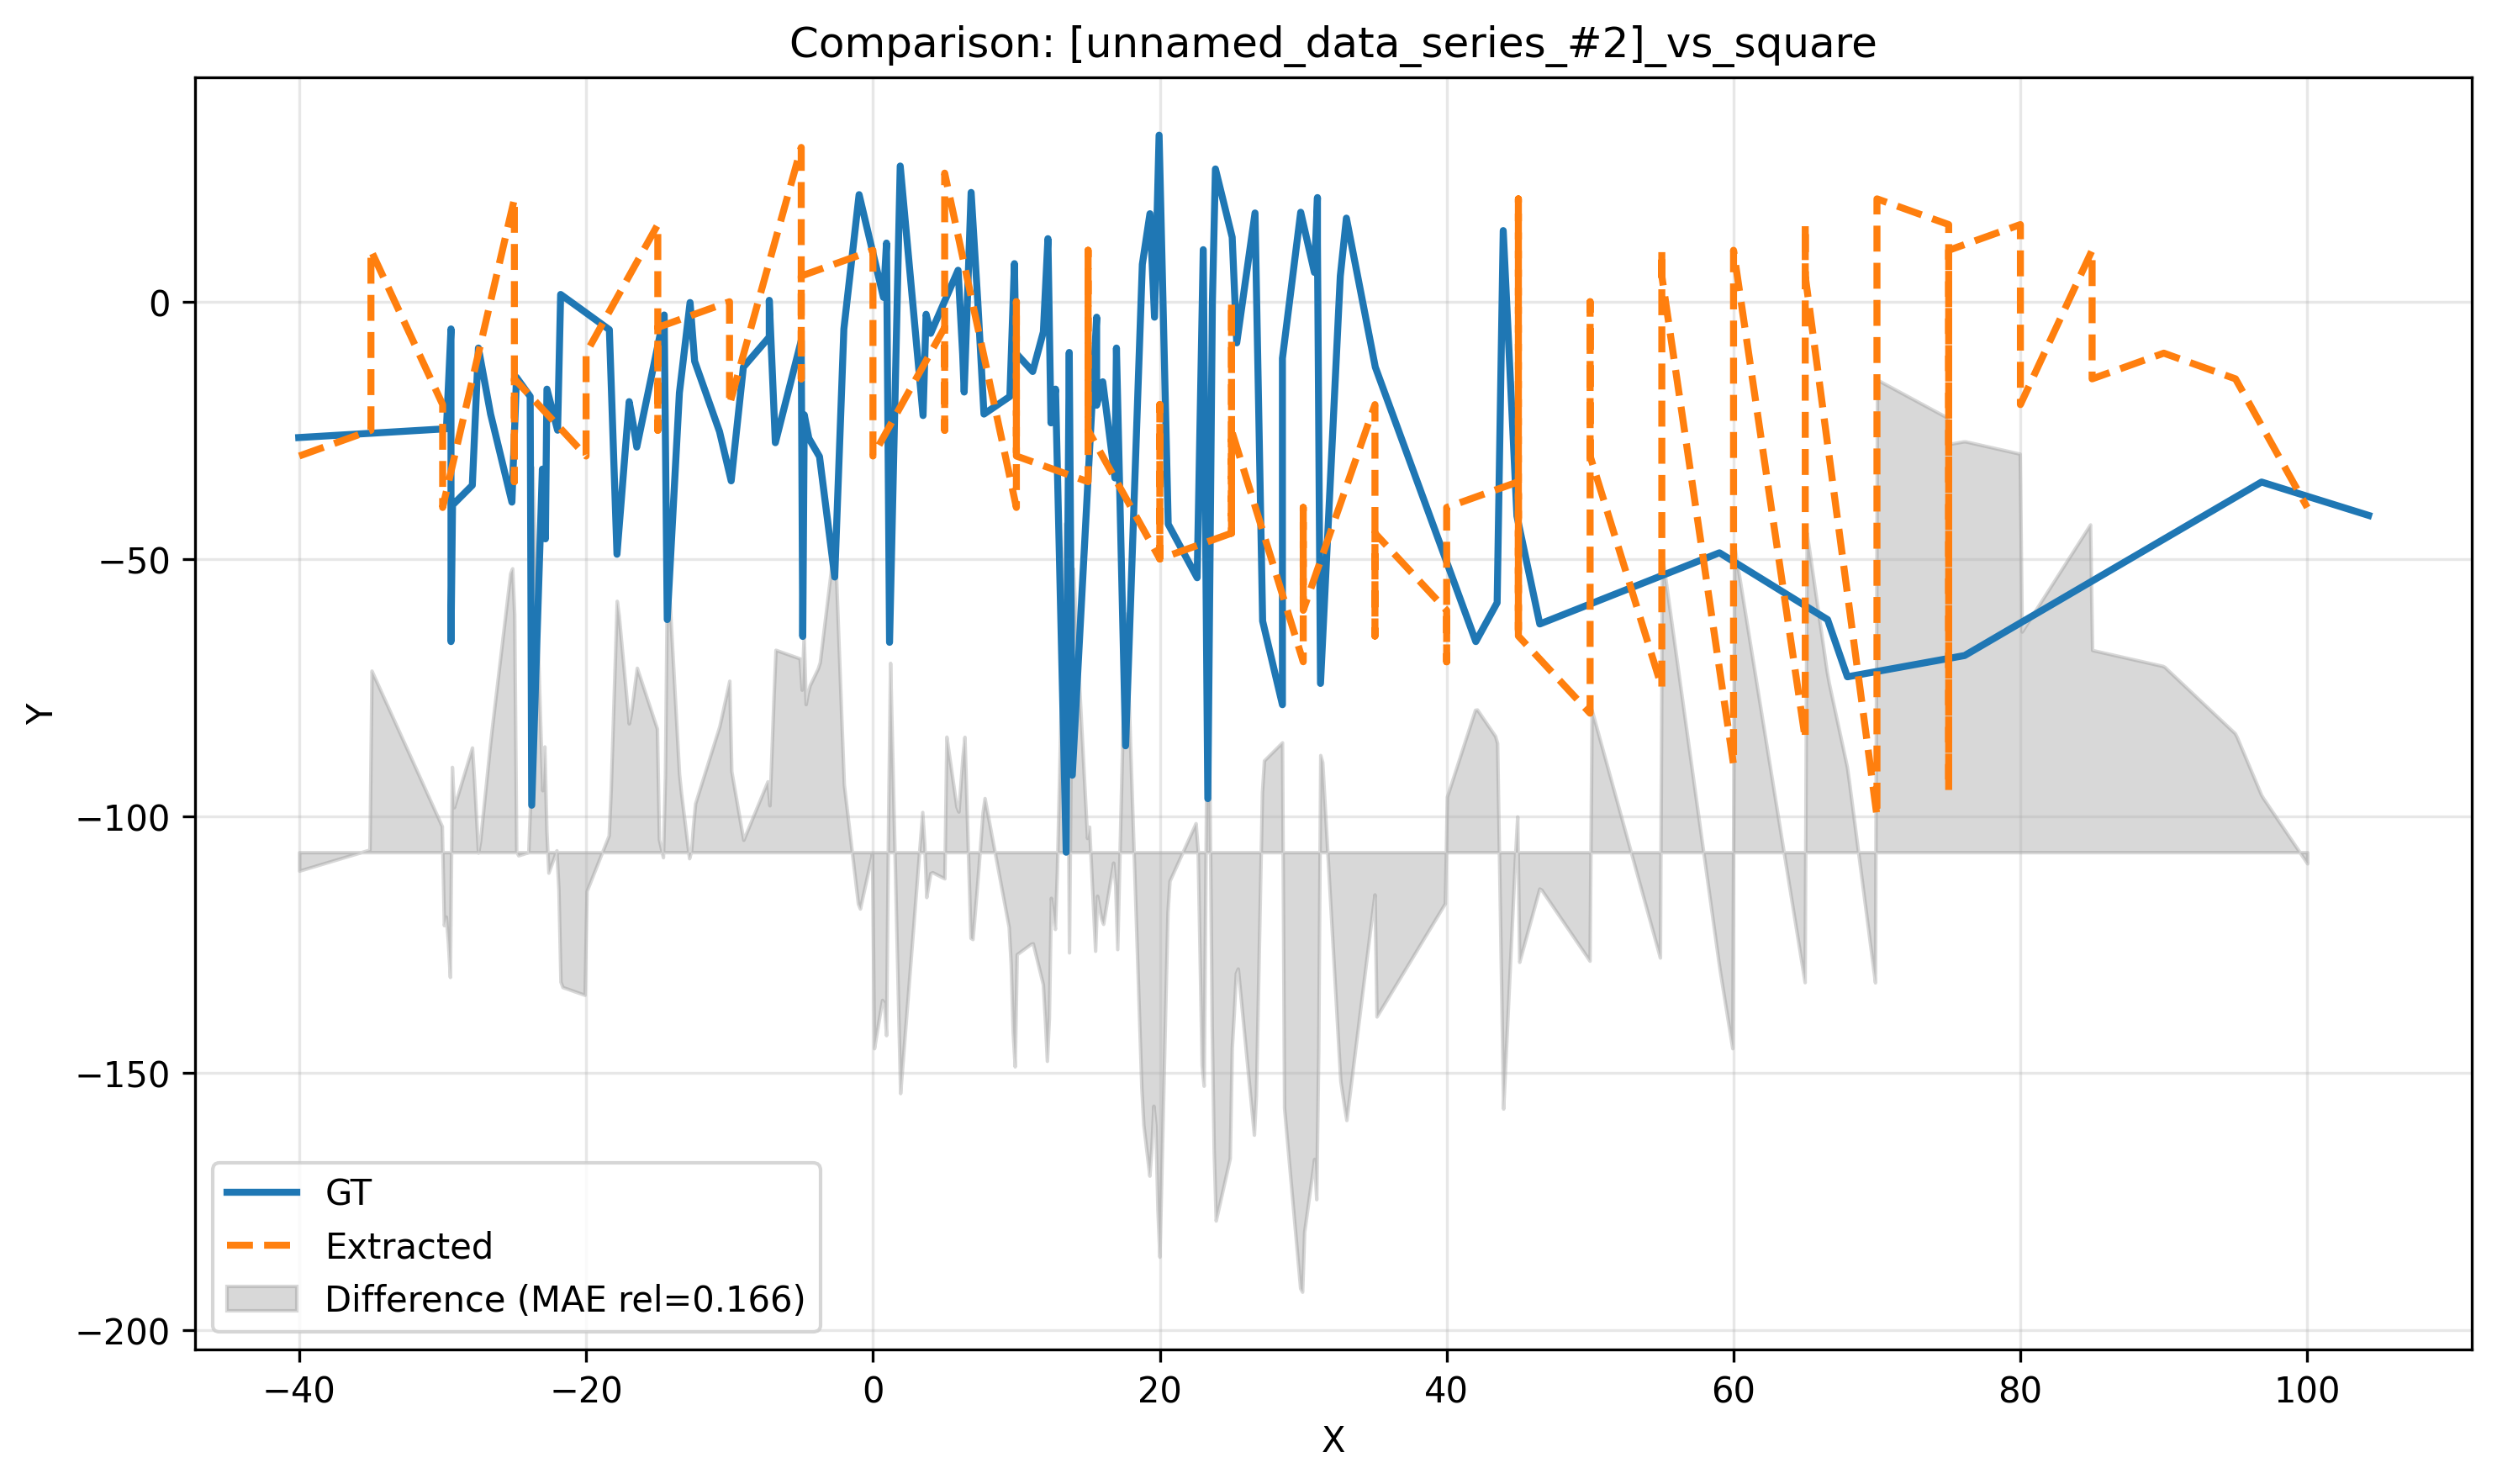 Comparison: [unnamed_data_series_#2]_vs_square
Y
0
−50
−100
−150
−200
GT
Extracted
Difference (MAE rel=0.166)
−40 −20 0 20 40 60 80 100
X